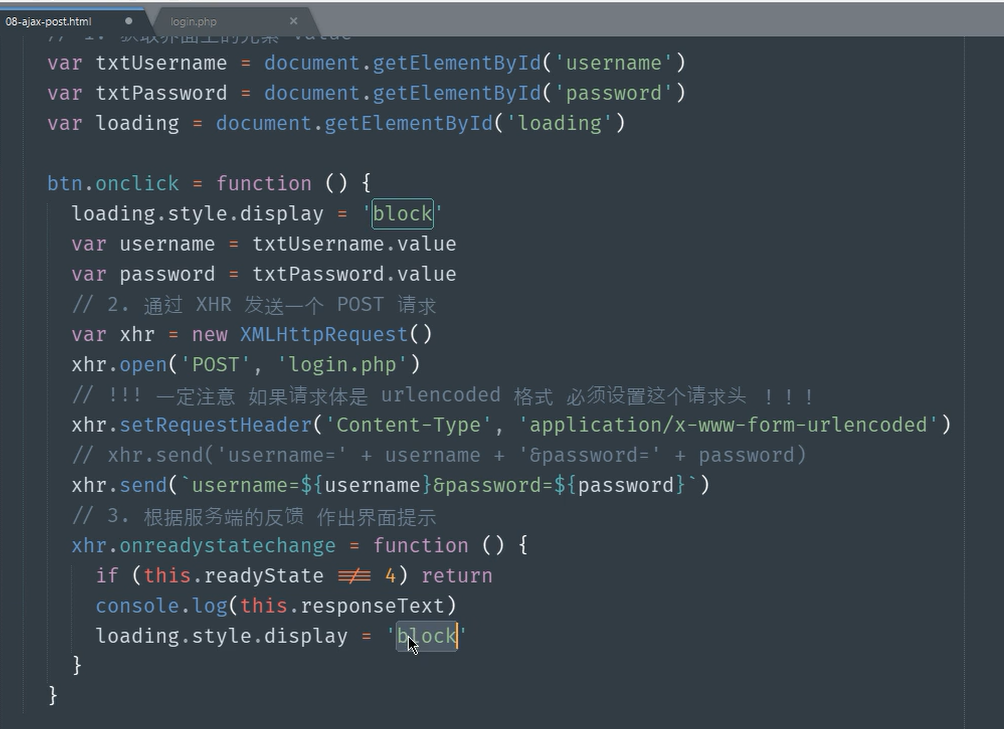 08-ajax-post.html
login.php
// 1. 获取界面上的元素 value
var txtUsername = document.getElementById('username')
var txtPassword = document.getElementById('password')
var loading = document.getElementById('loading')
btn.onclick = function () {
loading.style.display = 'block'
var username = txtUsername.value
var password = txtPassword.value
// 2. 通过 XHR 发送一个 POST 请求
var xhr = new XMLHttpRequest()
xhr.open('POST', 'login.php')
// !!! 一定注意 如果请求体是 urlencoded 格式 必须设置这个请求头 ！！！
xhr.setRequestHeader('Content-Type', 'application/x-www-form-urlencoded')
// xhr.send('username=' + username + '&password=' + password)
xhr.send(`username=${username}&password=${password}`)
// 3. 根据服务端的反馈 作出界面提示
xhr.onreadystatechange = function () {
if (this.readyState !== 4) return
console.log(this.responseText)
loading.style.display = 'block'
}
}